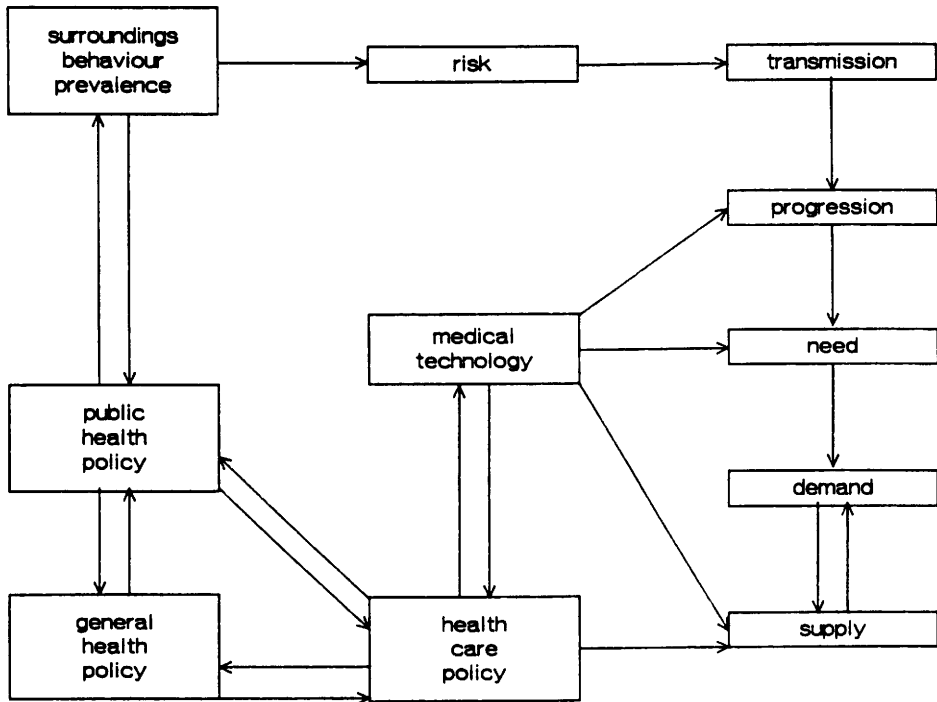 surroundings
behaviour
prevalence
risk
transmission
progression
medical
technology
need
public
health
policy
demand
general
health
policy
health
care
policy
supply